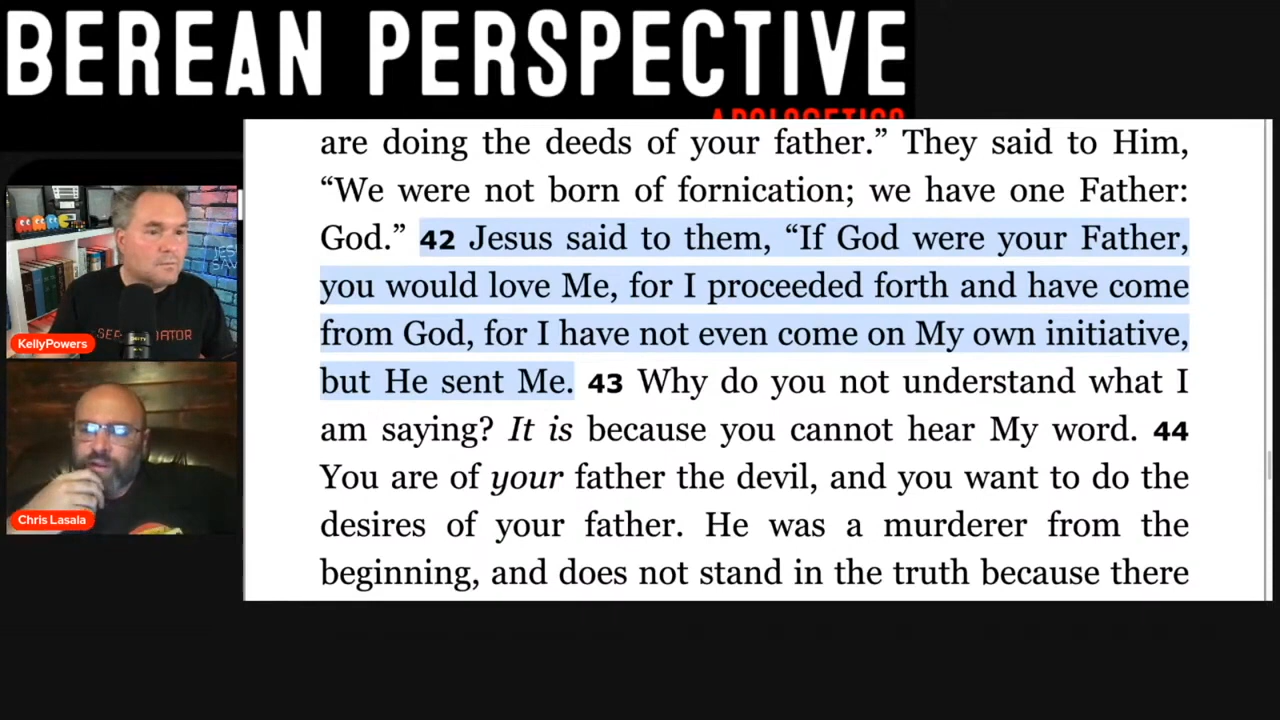 BEREAN PERSPECTIVE
APOLOGETICS
are doing the deeds of your father.” They said to Him,
“We were not born of fornication; we have one Father:
God.” 42 Jesus said to them, “If God were your Father,
you would love Me, for I proceeded forth and have come
from God, for I have not even come on My own initiative,
but He sent Me. 43 Why do you not understand what I
am saying? It is because you cannot hear My word. 44
You are of your father the devil, and you want to do the
desires of your father. He was a murderer from the
beginning, and does not stand in the truth because there
KellyPowers
Chris Lasala